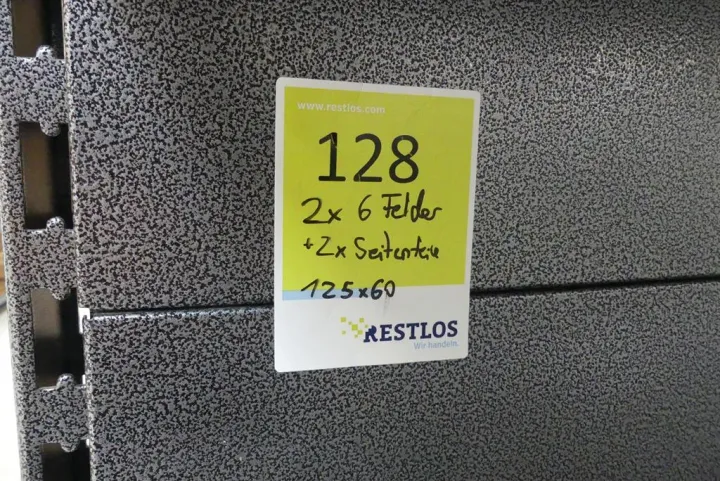 www.restlos.com
128
2x 6 Felder
+2x Seitenteile
125x60
RESTLOS
Wir handeln.